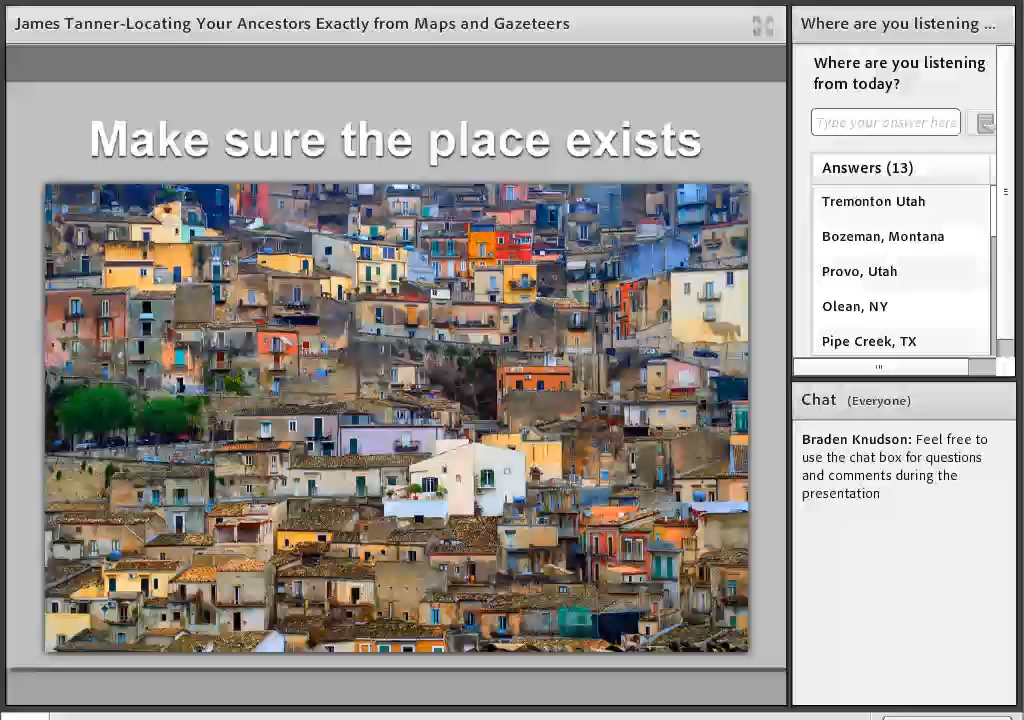 James Tanner-Locating Your Ancestors Exactly from Maps and Gazeteers
Make sure the place exists
Where are you listening ...
Where are you listening
from today?
Type your answer here
Answers (13)
Tremonton Utah
Bozeman, Montana
Provo, Utah
Olean, NY
Pipe Creek, TX
Chat (Everyone)
Braden Knudson: Feel free to
use the chat box for questions
and comments during the
presentation